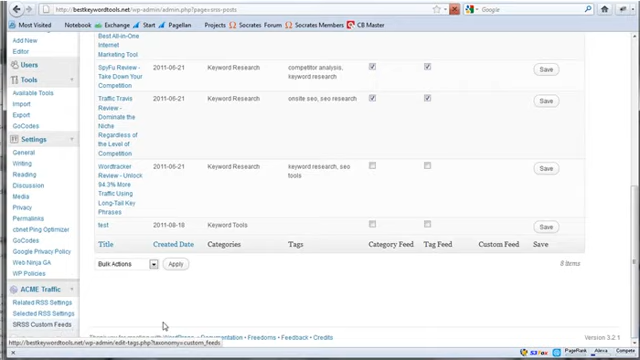 http://bestkeywordtools.net/wp-admin/admin.php?page=sns-posts
Google
Most Visited Notebook Exchange Start Pagellan Projects Socrates Forum Socrates Members CB Master
Add New
Editor
Users
Tools
Available Tools
Import
Export
GoCodes
Settings
General
Writing
Reading
Discussion
Media
Privacy
Permalinks
cbnet Ping Optimizer
GoCodes
Google Privacy Policy
Web Ninja GA
WP Policies
ACME Traffic
Related RSS Settings
Selected RSS Settings
SRSS Custom Feeds
Best All-in-One
Internet
Marketing Tool
SpyFu Review - 2011-06-21 Keyword Research competitor analysis, Save
Take Down Your keyword research
Competition
Traffic Travis 2011-06-21 Keyword Research onsite seo, seo research Save
Review -
Dominate the
Niche
Regardless of
the Level of
Competition
Wordtracker 2011-06-21 Keyword Research keyword research, seo Save
Review - Unlock tools
94.3% More
Traffic Using
Long-Tail Key
Phrases
test 2011-08-18 Keyword Tools Save
Title Created Date Categories Tags Category Feed Tag Feed Custom Feed Save
Bulk Actions Apply 8 items
Documentation • Freedoms • Feedback • Credits Version 3.2.1
http://bestkeywordtools.net/wp-admin/edit-tags.php?taxonomy=custom_feeds
PageRank Alexa Compete